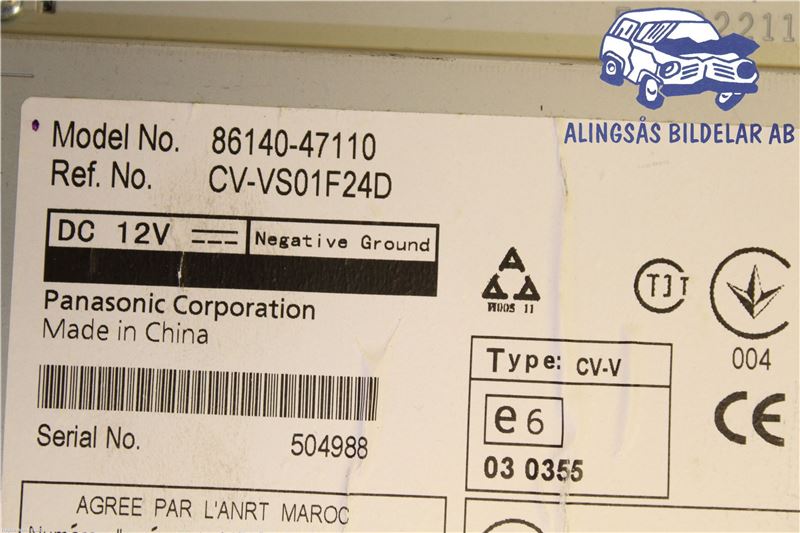 2211
ALINGSÅS BILDELAR AB
Model No. 86140-47110
Ref. No. CV-VS01F24D
DC 12V Negative Ground
Panasonic Corporation
Made in China
Serial No. 504988
Type: CV-V
e6
03 0355
004
CE
AGREE PAR L'ANRT MAROC